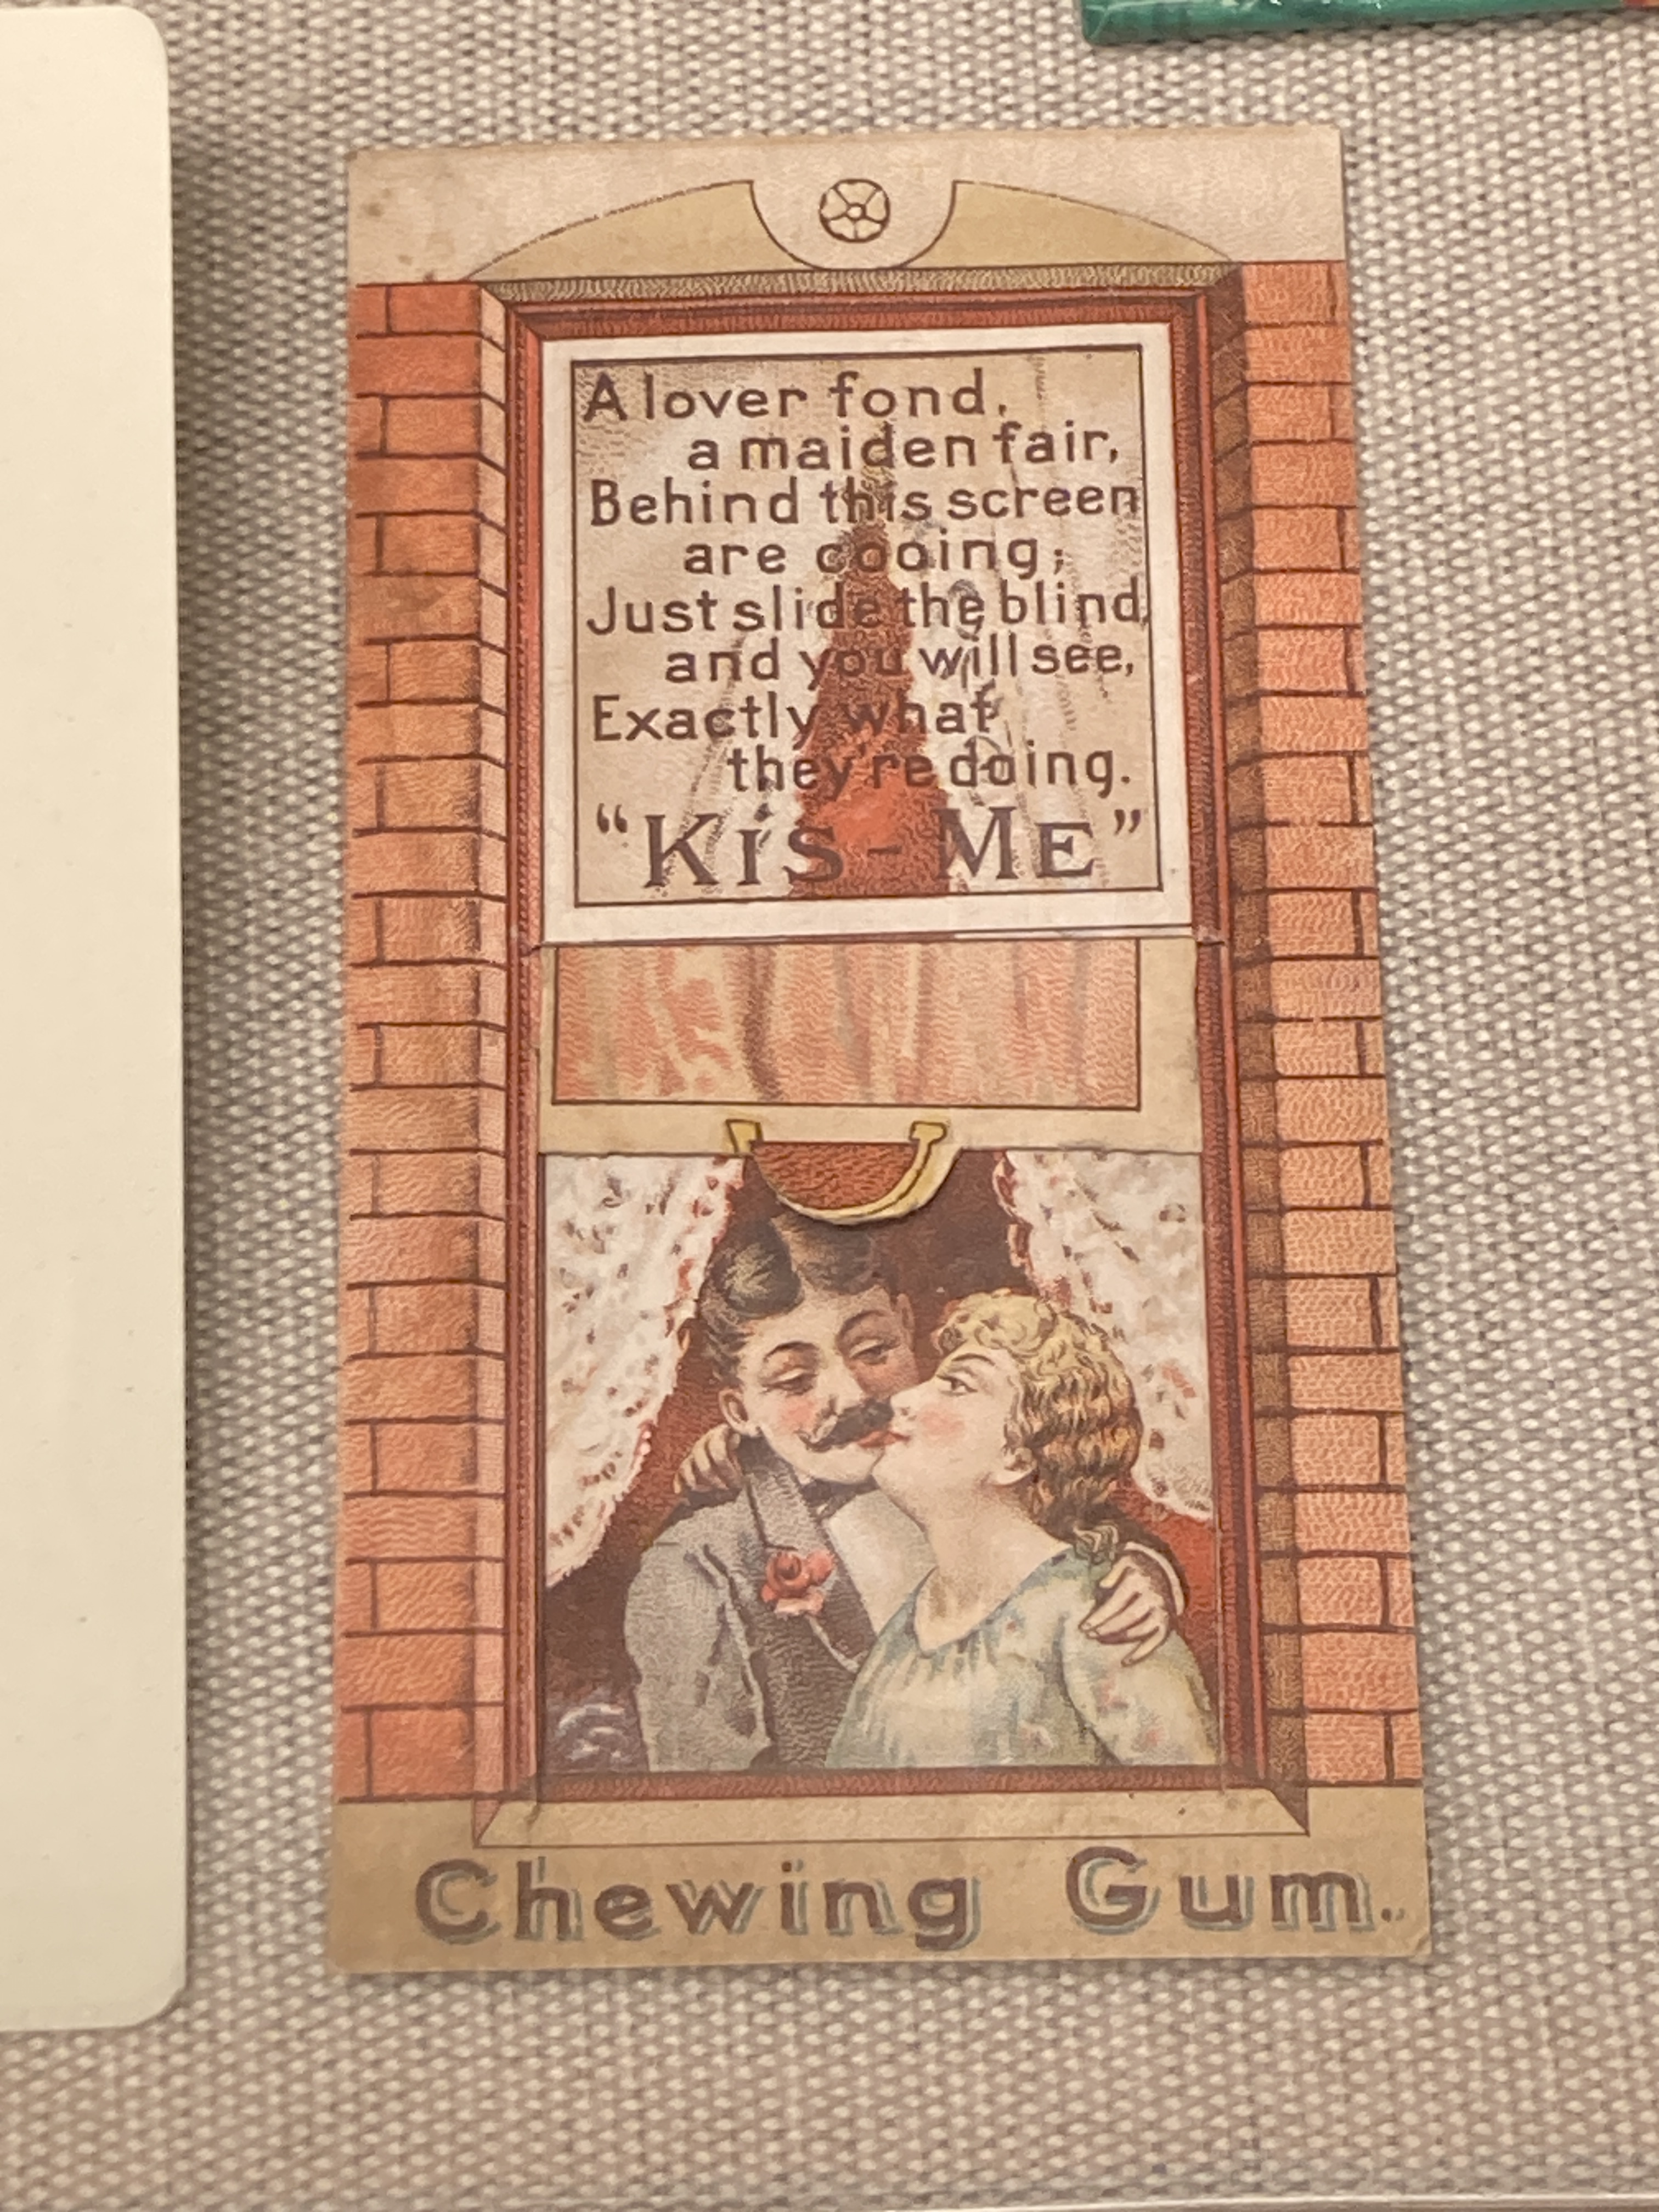 A lover fond,
a maiden fair,
Behind this screen
are cooing;
Just slide the blind,
and you will see,
Exactly what
they're doing.
"KIS-ME"
Chewing Gum.